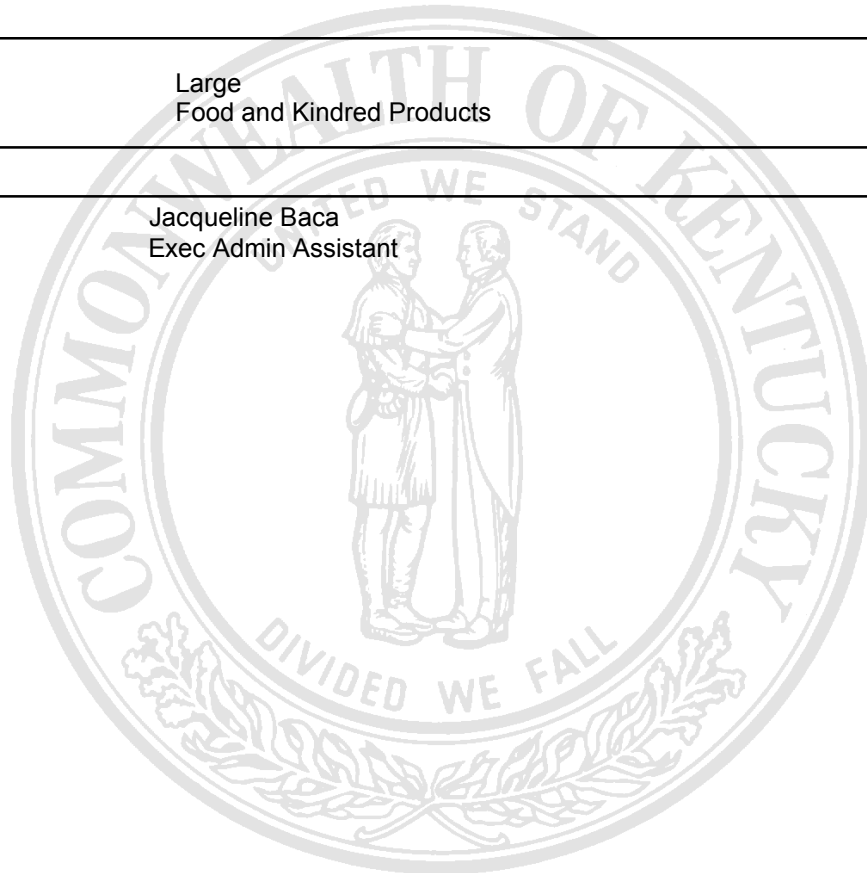 Large
Food and Kindred Products
Jacqueline Baca
Exec Admin Assistant
COMMONWEALTH OF KENTUCKY
UNITED WE STAND
DIVIDED WE FALL